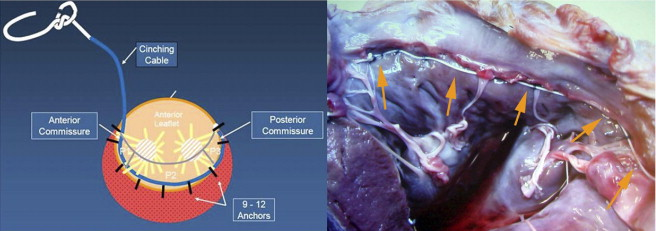 Cinching
Cable
Anterior
Leaflet
Anterior
Commissure
Posterior
Commissure
P2
9 - 12
Anchors